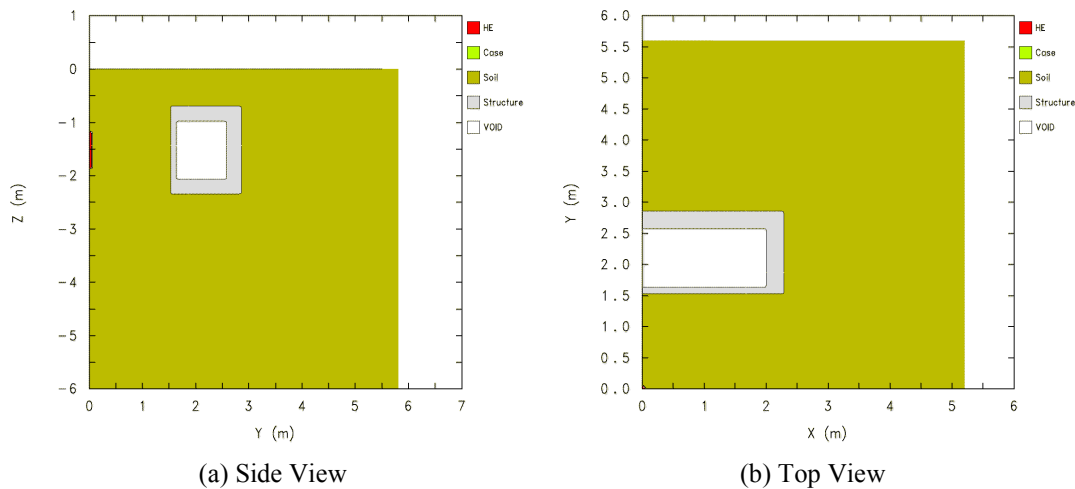 1
0
-1
-2
-3
-4
-5
-6
Z (m)
0 1 2 3 4 5 6 7
Y (m)
HE
Case
Soil
Structure
VOID
(a) Side View
6.0
5.5
5.0
4.5
4.0
3.5
3.0
2.5
2.0
1.5
1.0
0.5
0.0
Y (m)
0 1 2 3 4 5 6
X (m)
HE
Case
Soil
Structure
VOID
(b) Top View